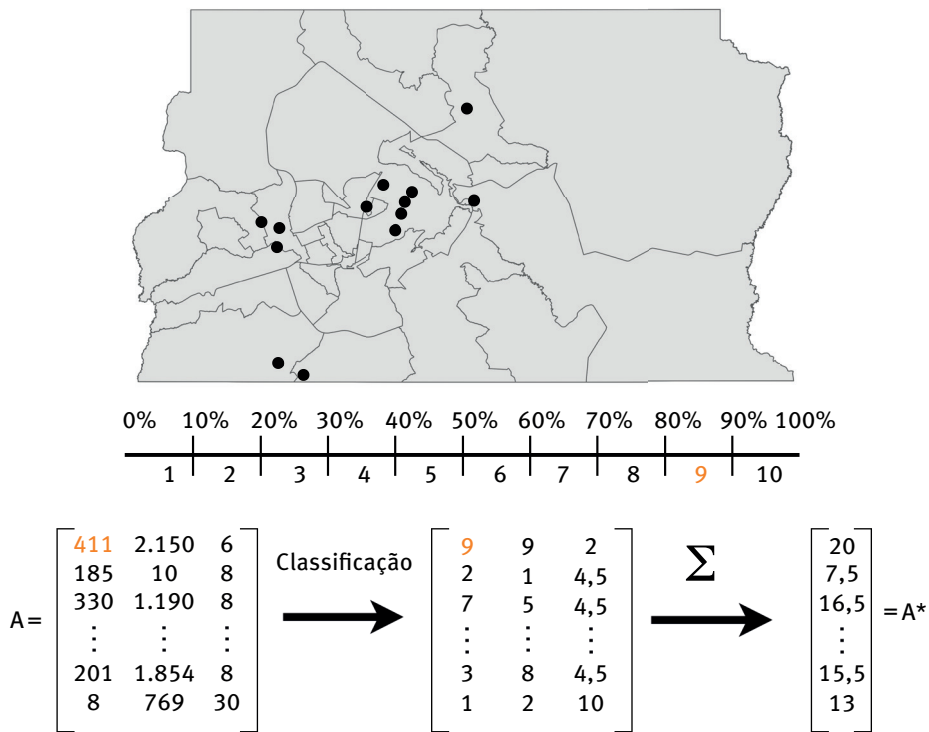 0% 10% 20% 30% 40% 50% 60% 70% 80% 90% 100%
1 2 3 4 5 6 7 8 9 10
411 2.150 6 9 9 2 20
Classificação Σ
185 10 8 2 1 4,5 7,5
330 1.190 8 7 5 4,5 16,5
A= =A*
⋮ ⋮ ⋮ ⋮ ⋮ ⋮ ⋮
201 1.854 8 3 8 4,5 15,5
8 769 30 1 2 10 13